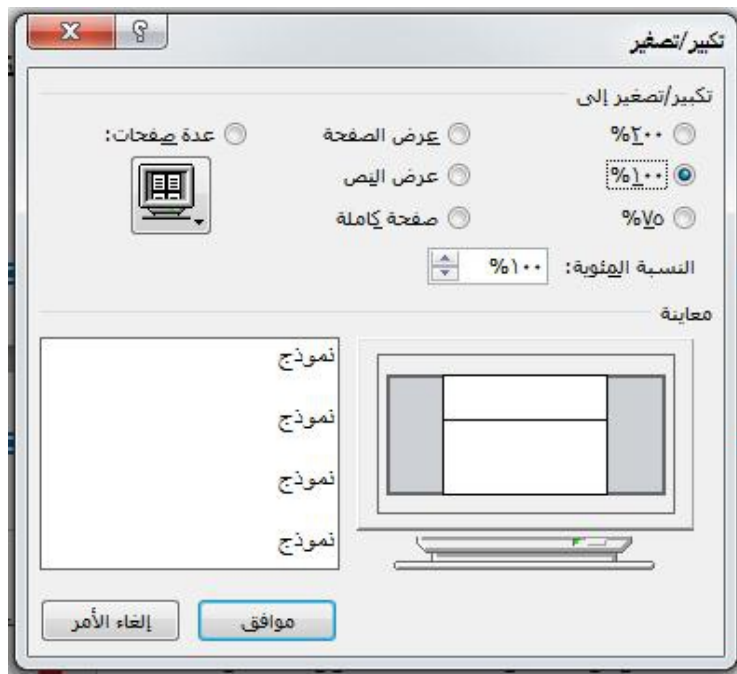 تكبير/تصغير
تكبير/تصغير إلى
٢٠٠%
عرض الصفحة
عدة صفحات:
١٠٠%
عرض النص
٧٥%
صفحة كاملة
النسبة المئوية: ١٠٠%
معاينة
نموذج
نموذج
نموذج
نموذج
موافق
إلغاء الأمر